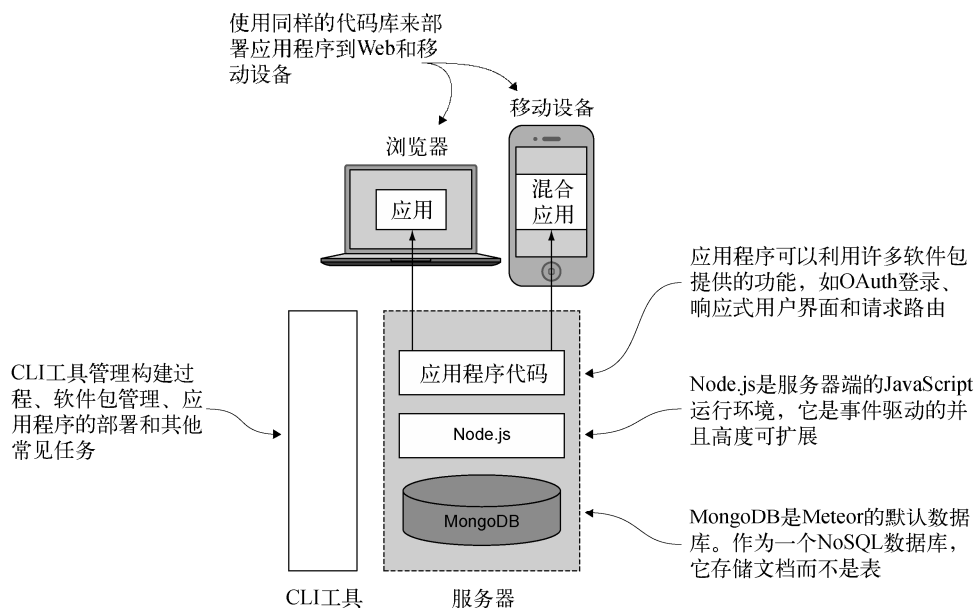 使用同样的代码库来部
署应用程序到Web和移
动设备
移动设备
浏览器
应用
混合
应用
应用程序可以利用许多软件包
提供的功能，如OAuth登录、
响应式用户界面和请求路由
CLI工具管理构建过
程、软件包管理、应
用程序的部署和其他
常见任务
应用程序代码
Node.js是服务器端的JavaScript
运行环境，它是事件驱动的并
且高度可扩展
Node.js
MongoDB
MongoDB是Meteor的默认数据
库。作为一个NoSQL数据库，
它存储文档而不是表
CLI工具
服务器